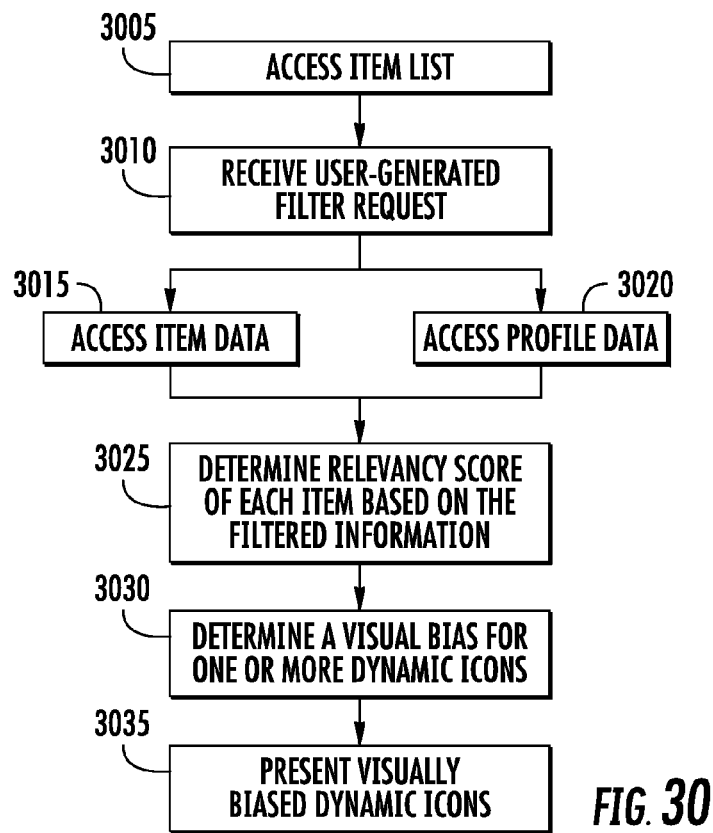 3005
ACCESS ITEM LIST
3010
RECEIVE USER-GENERATED
FILTER REQUEST
3015
ACCESS ITEM DATA
3020
ACCESS PROFILE DATA
3025
DETERMINE RELEVANCY SCORE
OF EACH ITEM BASED ON THE
FILTERED INFORMATION
3030
DETERMINE A VISUAL BIAS FOR
ONE OR MORE DYNAMIC ICONS
3035
PRESENT VISUALLY
BIASED DYNAMIC ICONS
FIG. 30